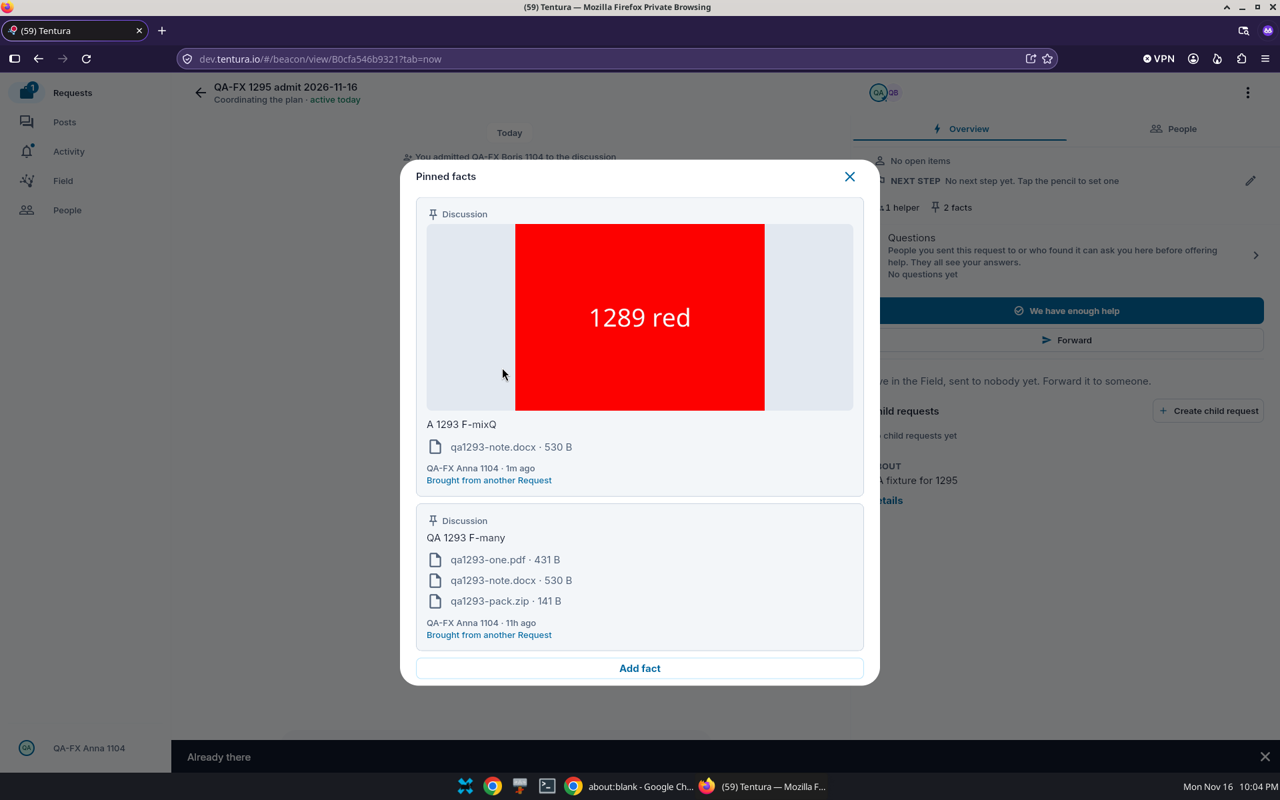 (59) Tentura — Mozilla Firefox Private Browsing
(59) Tentura
dev.tentura.io/#/beacon/view/B0cfa546b9321?tab=now
VPN
1
Requests
Posts
Activity
Field
People
QA-FX 1295 admit 2026-11-16
Coordinating the plan · active today
QA
QB
Overview
People
Today
You admitted QA-FX Boris 1104 to the discussion
No open items
NEXT STEP No next step yet. Tap the pencil to set one
1 helper
2 facts
Questions
People you sent this request to or who found it can ask you here before offering
help. They all see your answers.
No questions yet
We have enough help
Forward
ve in the Field, sent to nobody yet. Forward it to someone.
hild requests
Create child request
child requests yet
OUT
A fixture for 1295
etails
Pinned facts
Discussion
1289 red
A 1293 F-mixQ
qa1293-note.docx · 530 B
QA-FX Anna 1104 · 1m ago
Brought from another Request
Discussion
QA 1293 F-many
qa1293-one.pdf · 431 B
qa1293-note.docx · 530 B
qa1293-pack.zip · 141 B
QA-FX Anna 1104 · 11h ago
Brought from another Request
Add fact
QA
QA-FX Anna 1104
Already there
about:blank - Google Ch...
(59) Tentura — Mozilla F...
Mon Nov 16
10:04 PM